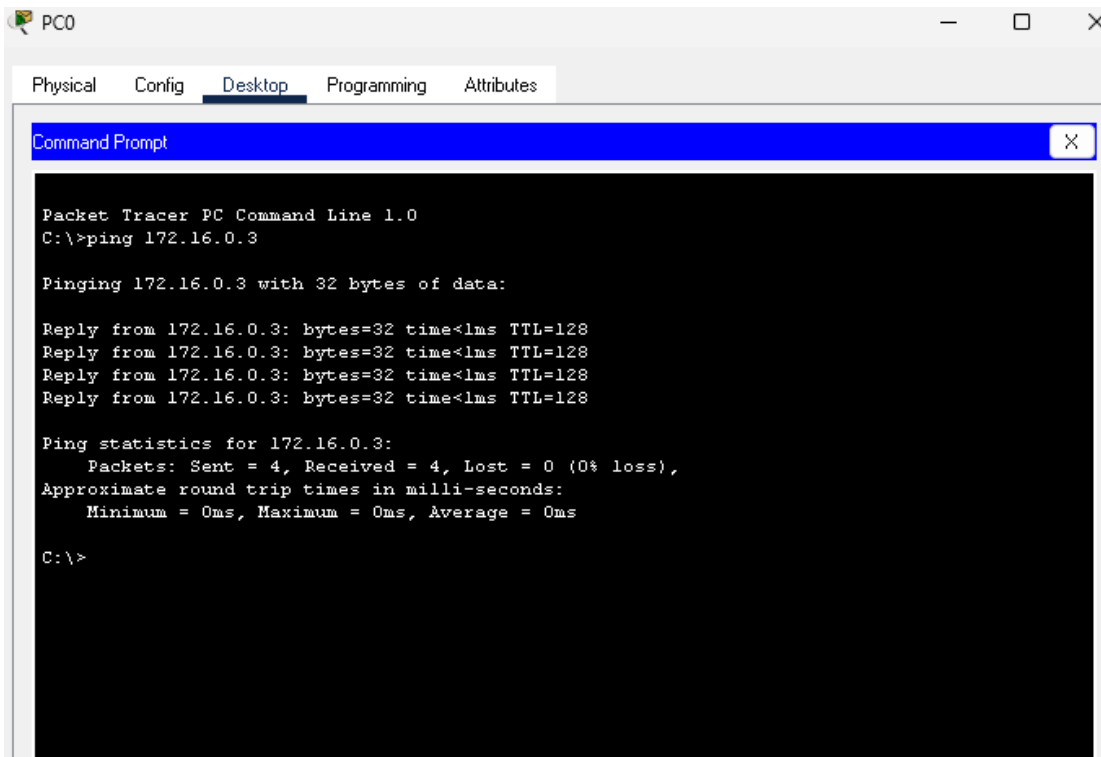 PC0
Physical Config Desktop Programming Attributes
Command Prompt
X
Packet Tracer PC Command Line 1.0
C:\>ping 172.16.0.3
Pinging 172.16.0.3 with 32 bytes of data:
Reply from 172.16.0.3: bytes=32 time<1ms TTL=128
Reply from 172.16.0.3: bytes=32 time<1ms TTL=128
Reply from 172.16.0.3: bytes=32 time<1ms TTL=128
Reply from 172.16.0.3: bytes=32 time<1ms TTL=128
Ping statistics for 172.16.0.3:
Packets: Sent = 4, Received = 4, Lost = 0 (0% loss),
Approximate round trip times in milli-seconds:
Minimum = 0ms, Maximum = 0ms, Average = 0ms
C:\>